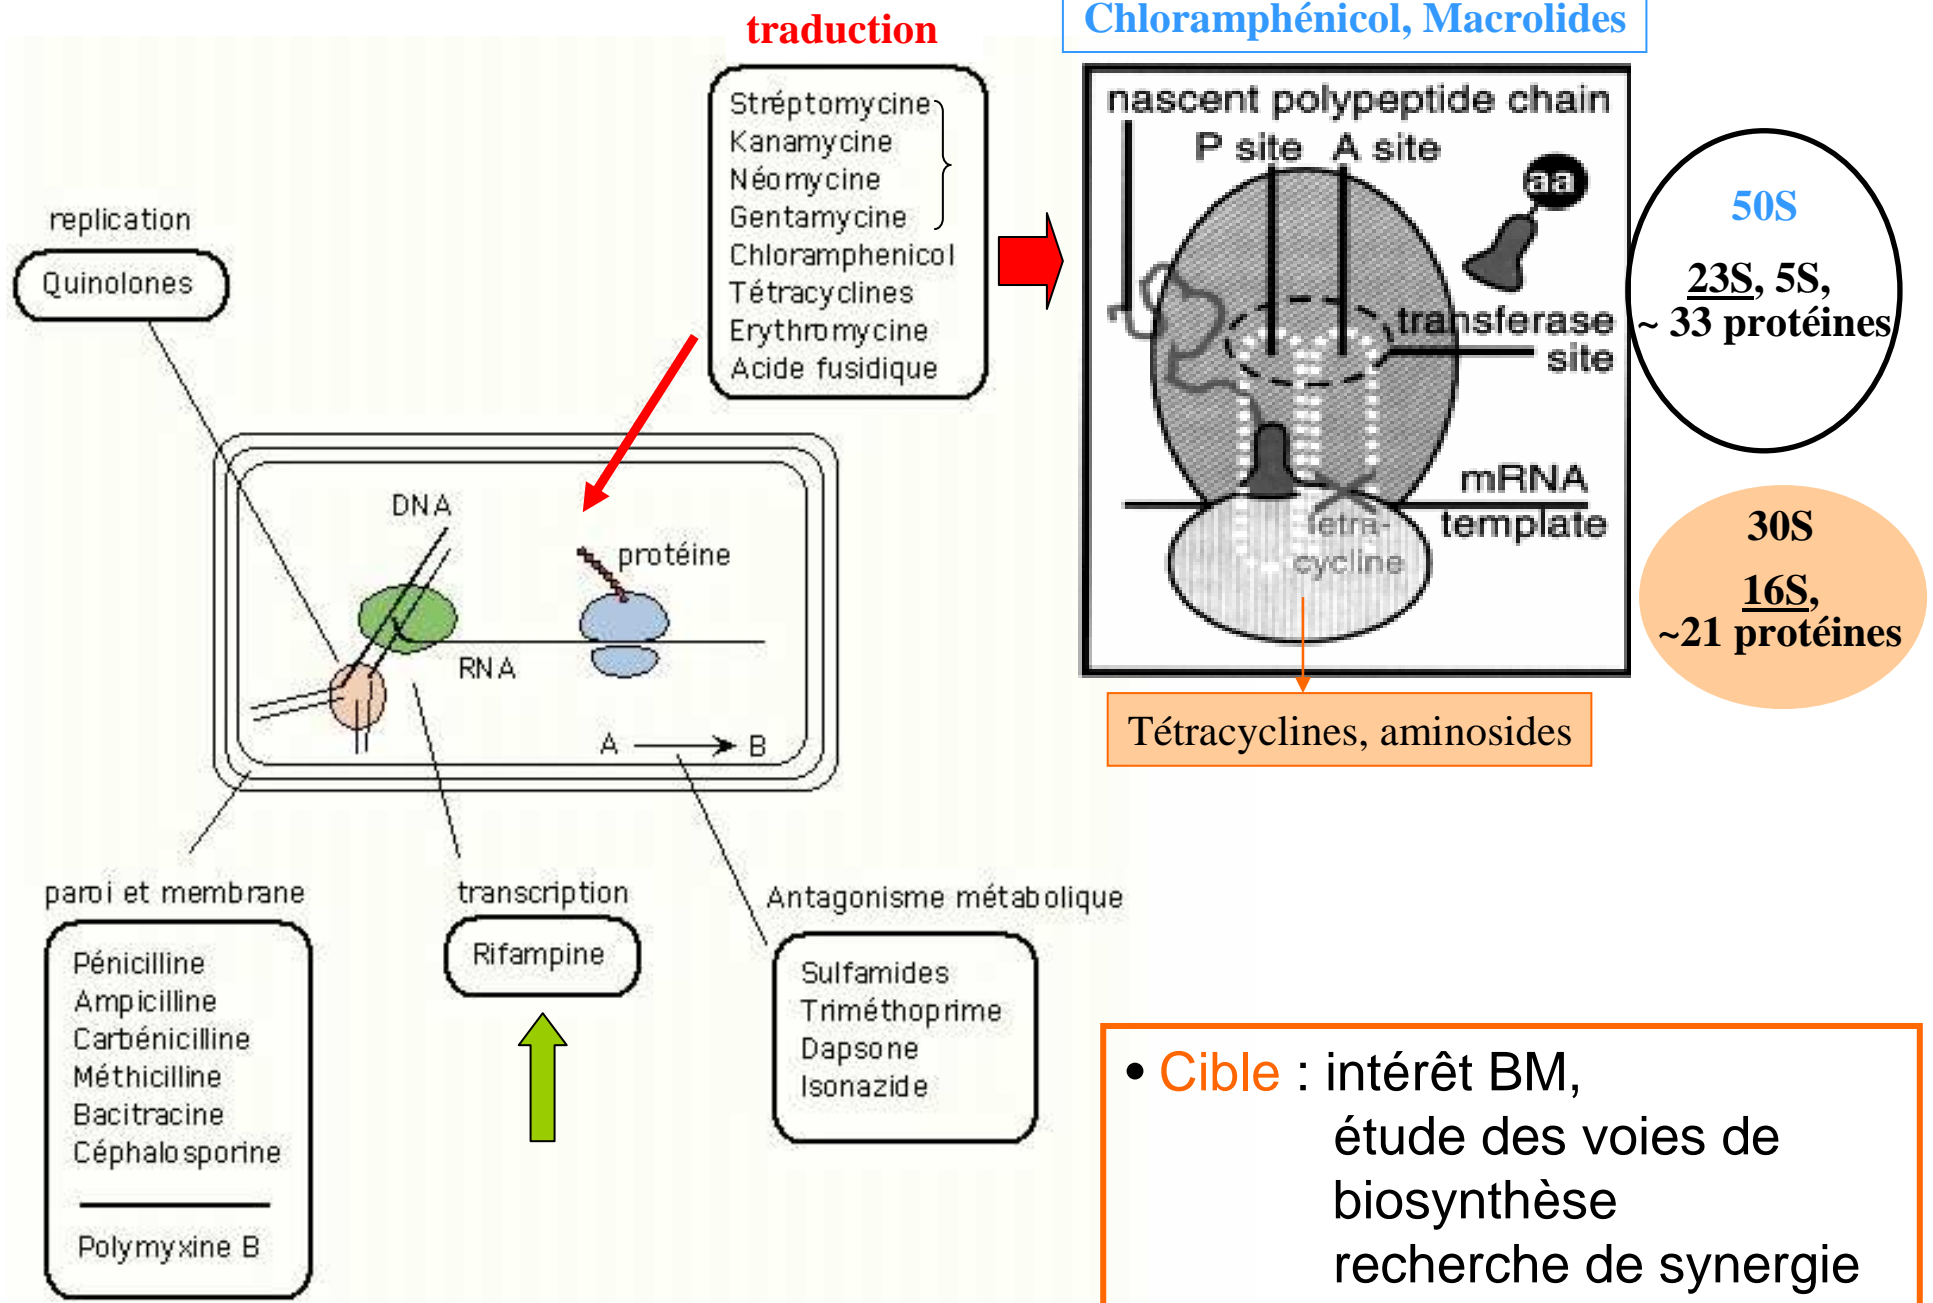 traduction
Stréptomycine
Kanamycine
Néomycine
Gentamycine
Chloramphenicol
Tétracyclines
Erythromycine
Acide fusidique
Chloramphénicol, Macrolides
nascent polypeptide chain
P site A site
aa
transferase
site
mRNA
template
Tetra-
cycline
Tétracyclines, aminosides
50S
23S, 5S,
~ 33 protéines
30S
16S,
~21 protéines
replication
Quinolones
DNA
protéine
RNA
A B
paroi et membrane
Pénicilline
Ampicilline
Carbénicilline
Méthicilline
Bacitracine
Céphalosporine
Polymyxine B
transcription
Rifampine
Antagonisme métabolique
Sulfamides
Triméthoprime
Dapsone
Isonazide
• Cible : intérêt BM,
étude des voies de
biosynthèse
recherche de synergie